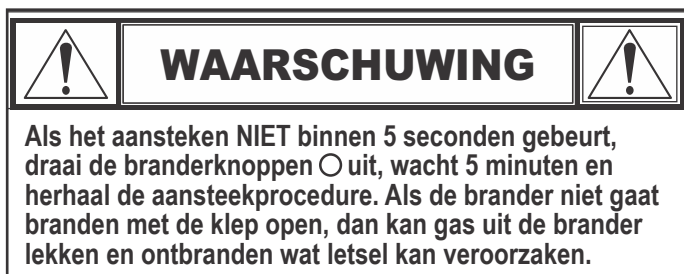 WAARSCHUWING
Als het aansteken NIET binnen 5 seconden gebeurt,
draai de branderknoppen O uit, wacht 5 minuten en
herhaal de aansteekprocedure. Als de brander niet gaat
branden met de klep open, dan kan gas uit de brander
lekken en ontbranden wat letsel kan veroorzaken.